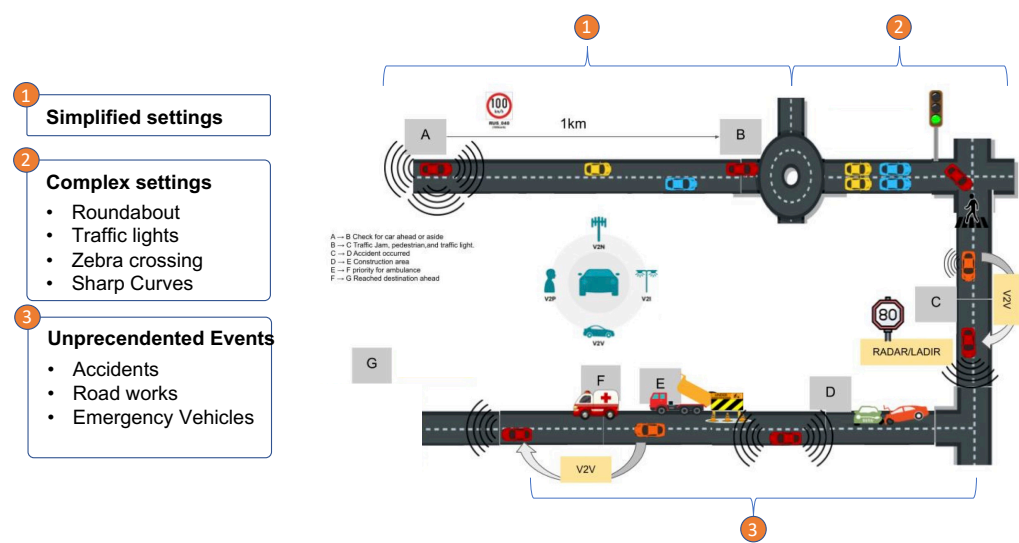 1
2
1
Simplified settings
2
Complex settings
• Roundabout
• Traffic lights
• Zebra crossing
• Sharp Curves
3
Unprecendented Events
• Accidents
• Road works
• Emergency Vehicles
100
km/h
A
1km
B
A → B Check for car ahead or aside
B → C Traffic Jam, pedestrian,and traffic light.
C → D Accident occurred
D → E Construction area
E → F priority for ambulance
F → G Reached destination ahead
V2N
V2P
V2I
V2V
C
V2V
80
RADAR/LADIR
G
F
E
D
V2V
3